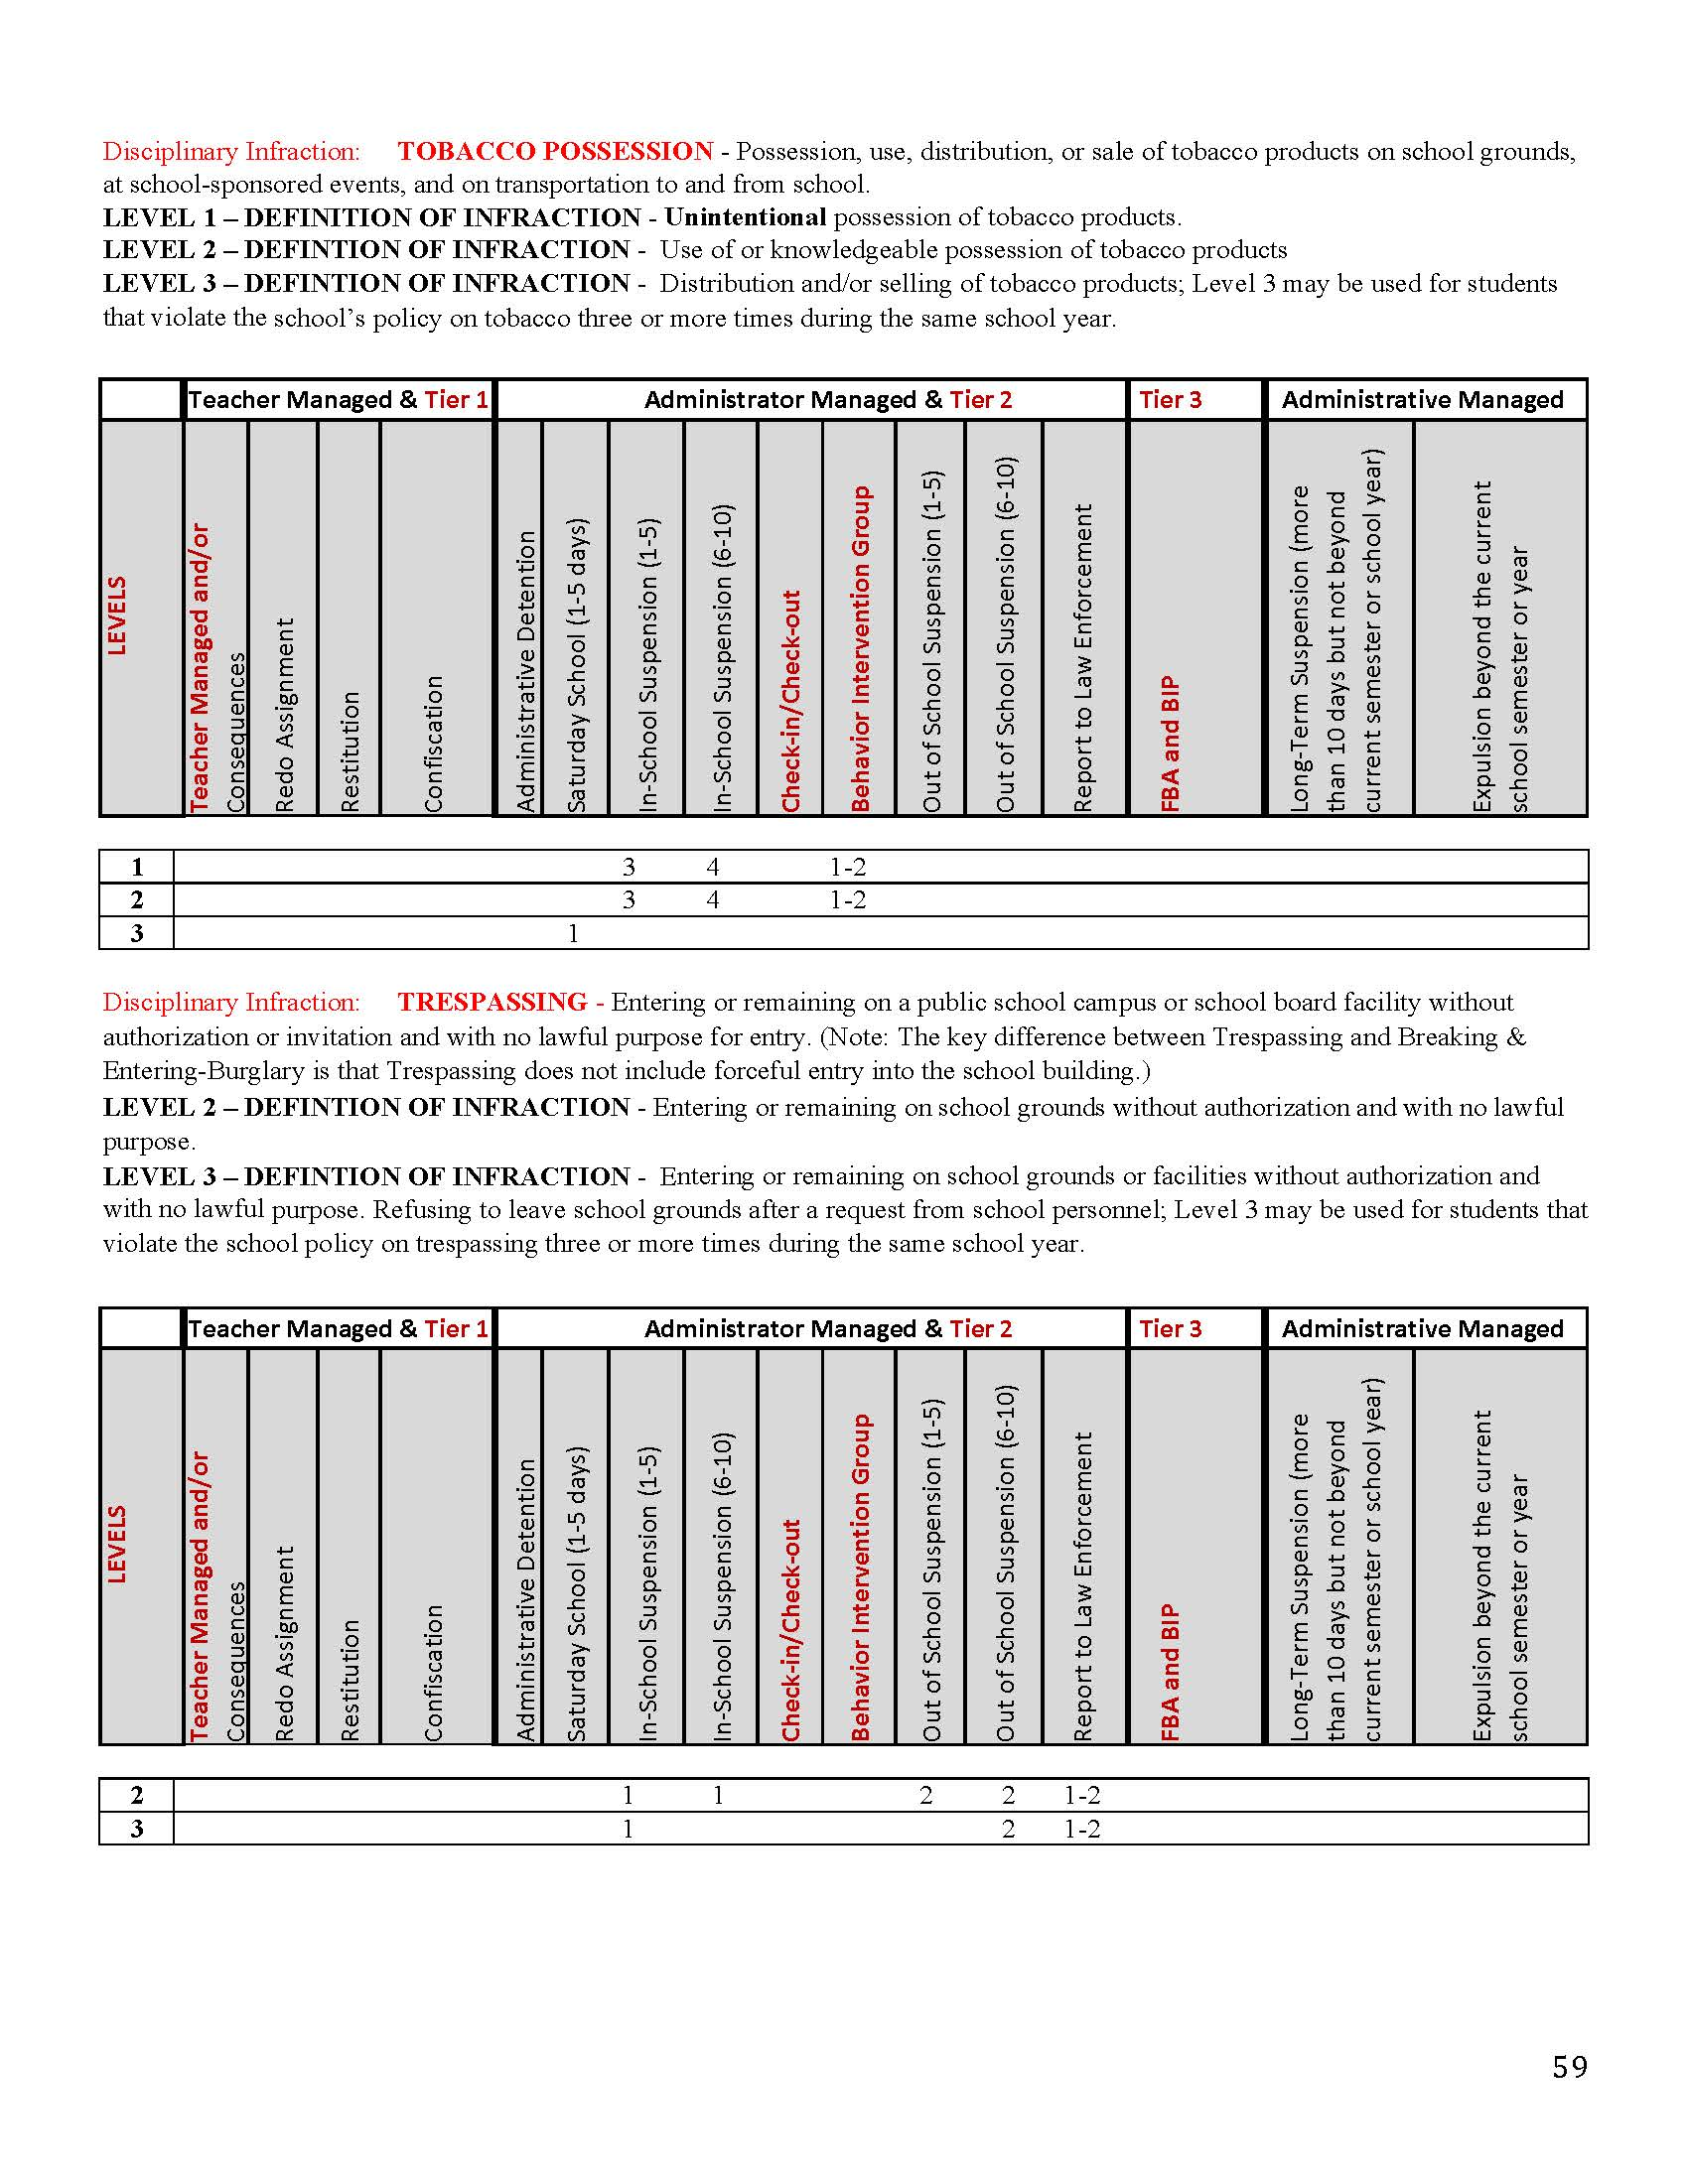 Disciplinary Infraction: TOBACCO POSSESSION - Possession, use, distribution, or sale of tobacco products on school grounds,
at school-sponsored events, and on transportation to and from school.
LEVEL 1 – DEFINITION OF INFRACTION - Unintentional possession of tobacco products.
LEVEL 2 – DEFINTION OF INFRACTION - Use of or knowledgeable possession of tobacco products
LEVEL 3 – DEFINTION OF INFRACTION - Distribution and/or selling of tobacco products; Level 3 may be used for students
that violate the school's policy on tobacco three or more times during the same school year.
Teacher Managed & Tier 1 Administrator Managed & Tier 2 Tier 3 Administrative Managed
LEVELS
Teacher Managed and/or
Consequences
Redo Assignment
Restitution
Confiscation
Administrative Detention
Saturday School (1-5 days)
In-School Suspension (1-5)
In-School Suspension (6-10)
Check-in/Check-out
Behavior Intervention Group
Out of School Suspension (1-5)
Out of School Suspension (6-10)
Report to Law Enforcement
FBA and BIP
Long-Term Suspension (more
than 10 days but not beyond
current semester or school year)
Expulsion beyond the current
school semester or year
1 3 4 1-2
2 3 4 1-2
3 1
Disciplinary Infraction: TRESPASSING - Entering or remaining on a public school campus or school board facility without
authorization or invitation and with no lawful purpose for entry. (Note: The key difference between Trespassing and Breaking &
Entering-Burglary is that Trespassing does not include forceful entry into the school building.)
LEVEL 2 – DEFINTION OF INFRACTION - Entering or remaining on school grounds without authorization and with no lawful
purpose.
LEVEL 3 – DEFINTION OF INFRACTION - Entering or remaining on school grounds or facilities without authorization and
with no lawful purpose. Refusing to leave school grounds after a request from school personnel; Level 3 may be used for students that
violate the school policy on trespassing three or more times during the same school year.
Teacher Managed & Tier 1 Administrator Managed & Tier 2 Tier 3 Administrative Managed
LEVELS
Teacher Managed and/or
Consequences
Redo Assignment
Restitution
Confiscation
Administrative Detention
Saturday School (1-5 days)
In-School Suspension (1-5)
In-School Suspension (6-10)
Check-in/Check-out
Behavior Intervention Group
Out of School Suspension (1-5)
Out of School Suspension (6-10)
Report to Law Enforcement
FBA and BIP
Long-Term Suspension (more
than 10 days but not beyond
current semester or school year)
Expulsion beyond the current
school semester or year
2 1 1 2 2 1-2
3 1 2 1-2
59